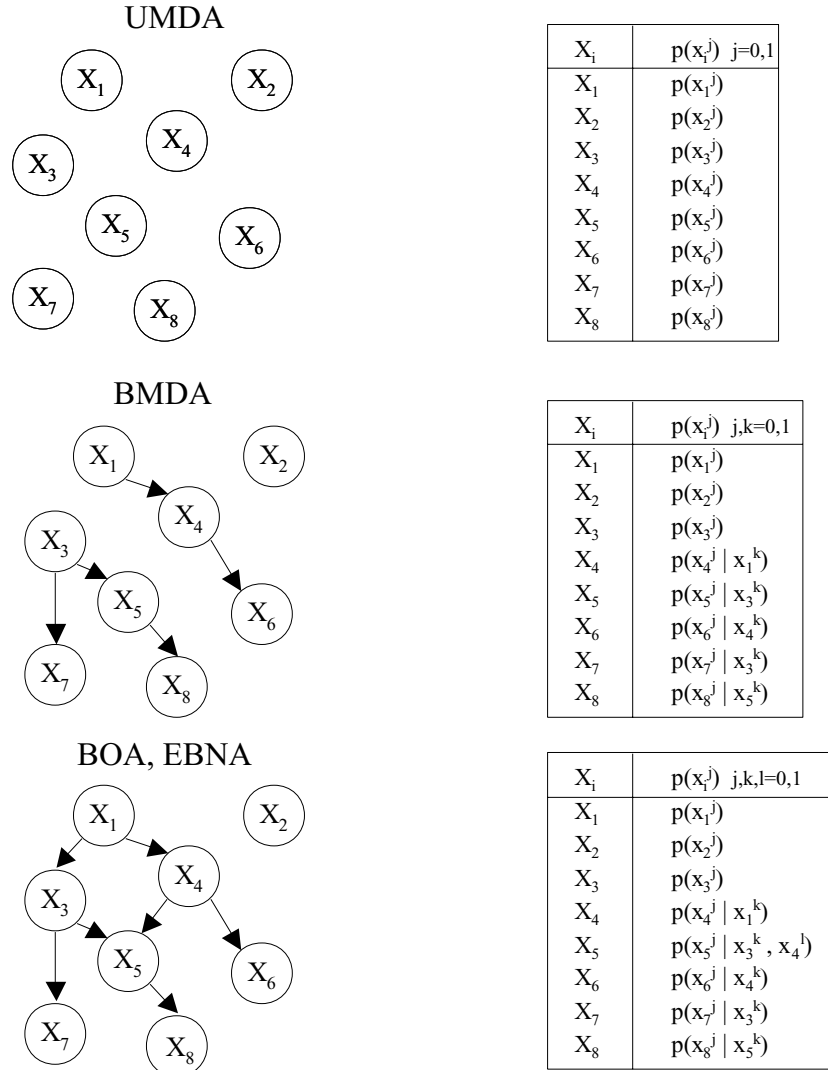 UMDA
X₁ X₂
X₄
X₃
X₅ X₆
X₇ X₈
Xᵢ p(xᵢʲ) j=0,1
X₁ p(x₁ʲ)
X₂ p(x₂ʲ)
X₃ p(x₃ʲ)
X₄ p(x₄ʲ)
X₅ p(x₅ʲ)
X₆ p(x₆ʲ)
X₇ p(x₇ʲ)
X₈ p(x₈ʲ)
BMDA
X₁ X₂
X₄
X₃
X₅ X₆
X₇ X₈
Xᵢ p(xᵢʲ) j,k=0,1
X₁ p(x₁ʲ)
X₂ p(x₂ʲ)
X₃ p(x₃ʲ)
X₄ p(x₄ʲ | x₁ᵏ)
X₅ p(x₅ʲ | x₃ᵏ)
X₆ p(x₆ʲ | x₄ᵏ)
X₇ p(x₇ʲ | x₃ᵏ)
X₈ p(x₈ʲ | x₅ᵏ)
BOA, EBNA
X₁ X₂
X₄
X₃
X₅ X₆
X₇ X₈
Xᵢ p(xᵢʲ) j,k,l=0,1
X₁ p(x₁ʲ)
X₂ p(x₂ʲ)
X₃ p(x₃ʲ)
X₄ p(x₄ʲ | x₁ᵏ)
X₅ p(x₅ʲ | x₃ᵏ , x₄ˡ)
X₆ p(x₆ʲ | x₄ᵏ)
X₇ p(x₇ʲ | x₃ᵏ)
X₈ p(x₈ʲ | x₅ᵏ)